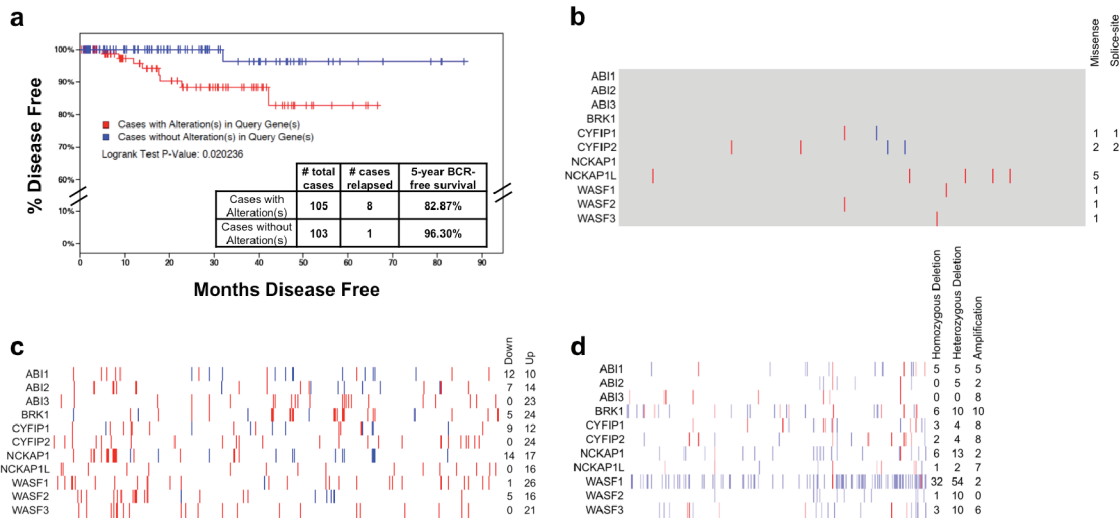 a
% Disease Free
100%
90%
80%
70%
60%
10%
0%
Cases with Alteration(s) in Query Gene(s)
Cases without Alteration(s) in Query Gene(s)
Logrank Test P-Value: 0.020236
# total cases
# cases relapsed
5-year BCR-free survival
Cases with Alteration(s) 105 8 82.87%
Cases without Alteration(s) 103 1 96.30%
0 10 20 30 40 50 60 70 80 90
Months Disease Free
b
Missense
Splice-site
ABI1
ABI2
ABI3
BRK1
CYFIP1 1 1
CYFIP2 2 2
NCKAP1
NCKAP1L 5
WASF1 1
WASF2 1
WASF3 1
c
Down
Up
ABI1 12 10
ABI2 7 14
ABI3 0 23
BRK1 5 24
CYFIP1 9 12
CYFIP2 0 24
NCKAP1 14 17
NCKAP1L 0 16
WASF1 1 26
WASF2 5 16
WASF3 0 21
d
Homozygous Deletion
Heterozygous Deletion
Amplification
ABI1 5 5 5
ABI2 0 5 2
ABI3 0 0 8
BRK1 6 10 10
CYFIP1 3 4 8
CYFIP2 2 4 8
NCKAP1 6 13 2
NCKAP1L 1 2 7
WASF1 32 54 2
WASF2 1 10 0
WASF3 3 10 6